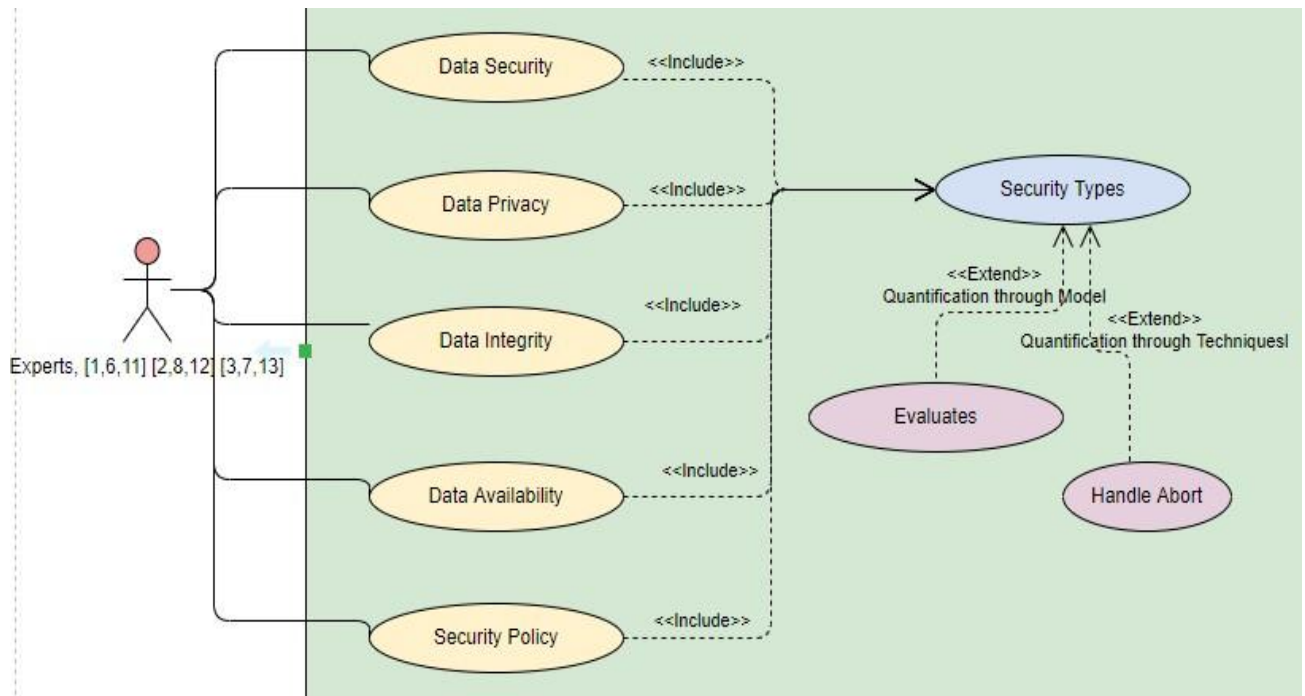 Data Security
<<Include>>
Data Privacy
<<Include>>
Security Types
Experts, [1,6,11] [2,8,12] [3,7,13]
Data Integrity
<<Include>>
<<Extend>>
Quantification through Model
<<Extend>>
Quantification through Techniquesl
Evaluates
Data Availability
<<Include>>
Handle Abort
Security Policy
<<Include>>